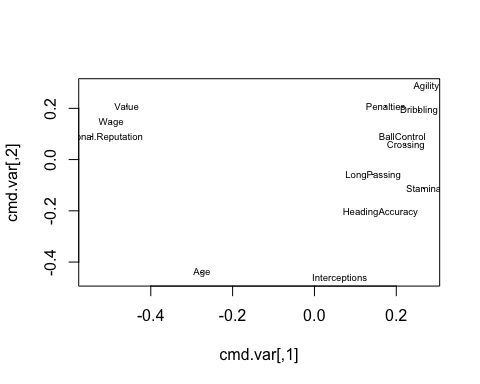 Agility
Value
Penalties
Dribbling
Wage
onal.Reputation
BallControl
Crossing
LongPassing
Stamina
HeadingAccuracy
Age
Interceptions
0.2
0.0
-0.2
-0.4
cmd.var[,2]
-0.4 -0.2 0.0 0.2
cmd.var[,1]